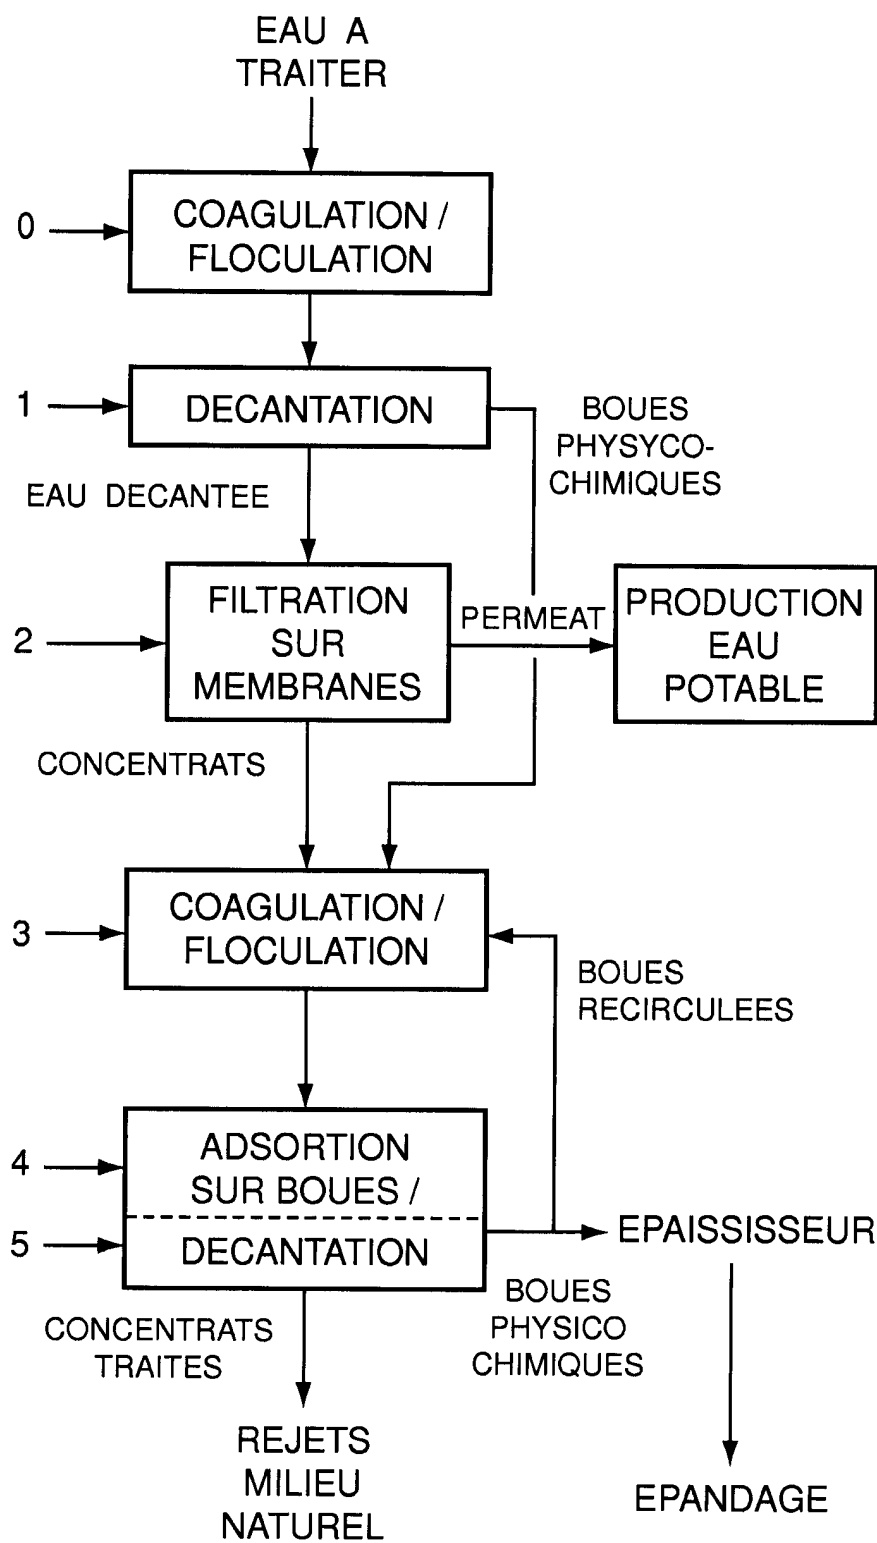 EAU A
TRAITER
0
COAGULATION /
FLOCULATION
1
DECANTATION
BOUES
PHYSYCO-
CHIMIQUES
EAU DECANTEE
2
FILTRATION
SUR
MEMBRANES
PERMEAT
PRODUCTION
EAU
POTABLE
CONCENTRATS
3
COAGULATION /
FLOCULATION
BOUES
RECIRCULEES
4
ADSORTION
SUR BOUES /
5
DECANTATION
EPAISSISSEUR
BOUES
PHYSICO
CHIMIQUES
CONCENTRATS
TRAITES
REJETS
MILIEU
NATUREL
EPANDAGE